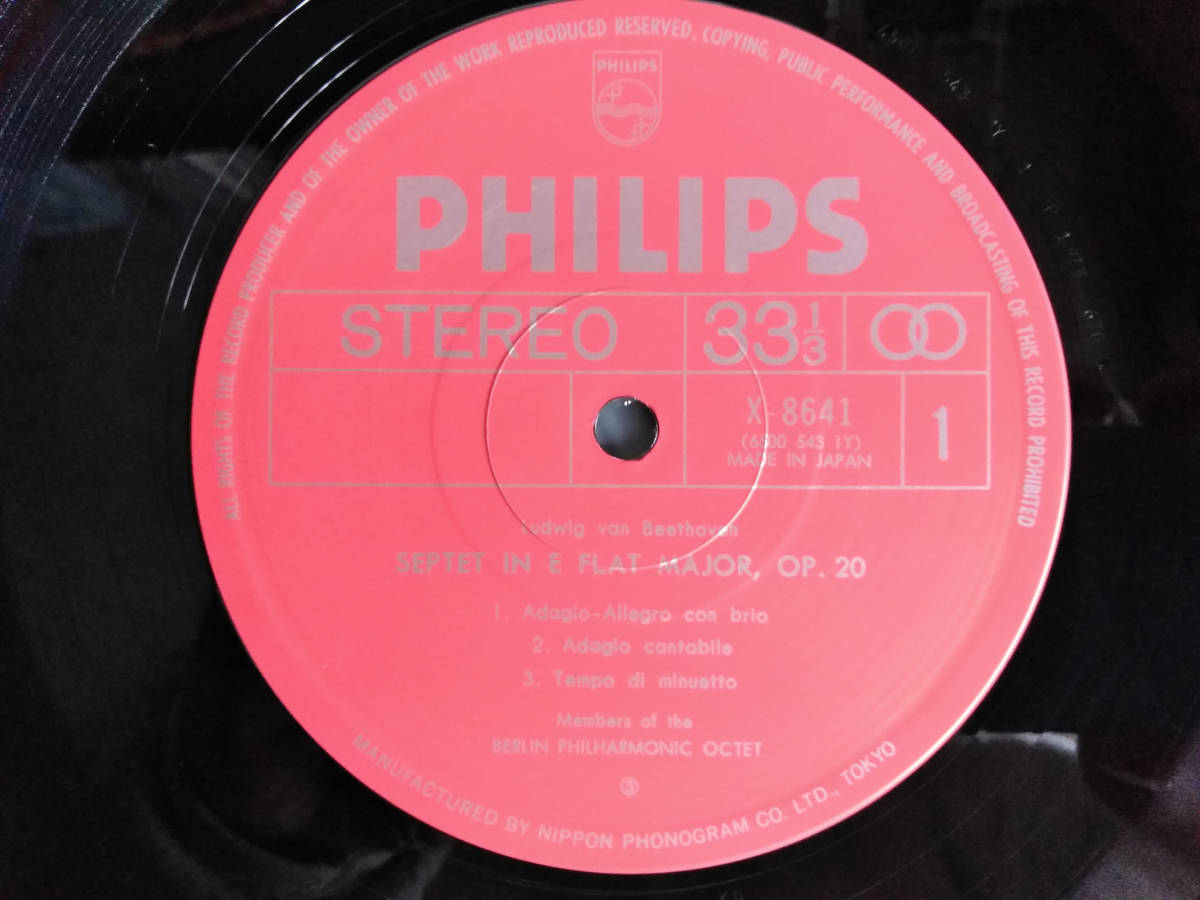 ALL RIGHTS OF THE RECORD PRODUCER AND OF THE OWNER OF THE WORK REPRODUCED RESERVED. COPYING, PUBLIC PERFORMANCE AND BROADCASTING OF THIS RECORD PROHIBITED
PHILIPS
PHILIPS
STEREO 33 1/3
X-8641 1
(6500 543 1Y)
MADE IN JAPAN
Ludwig van Beethoven
SEPTET IN E FLAT MAJOR, OP. 20
1. Adagio-Allegro con brio
2. Adagio cantabile
3. Tempo di minuetto
Members of the
BERLIN PHILHARMONIC OCTET
③
MANUFACTURED BY NIPPON PHONOGRAM CO. LTD., TOKYO